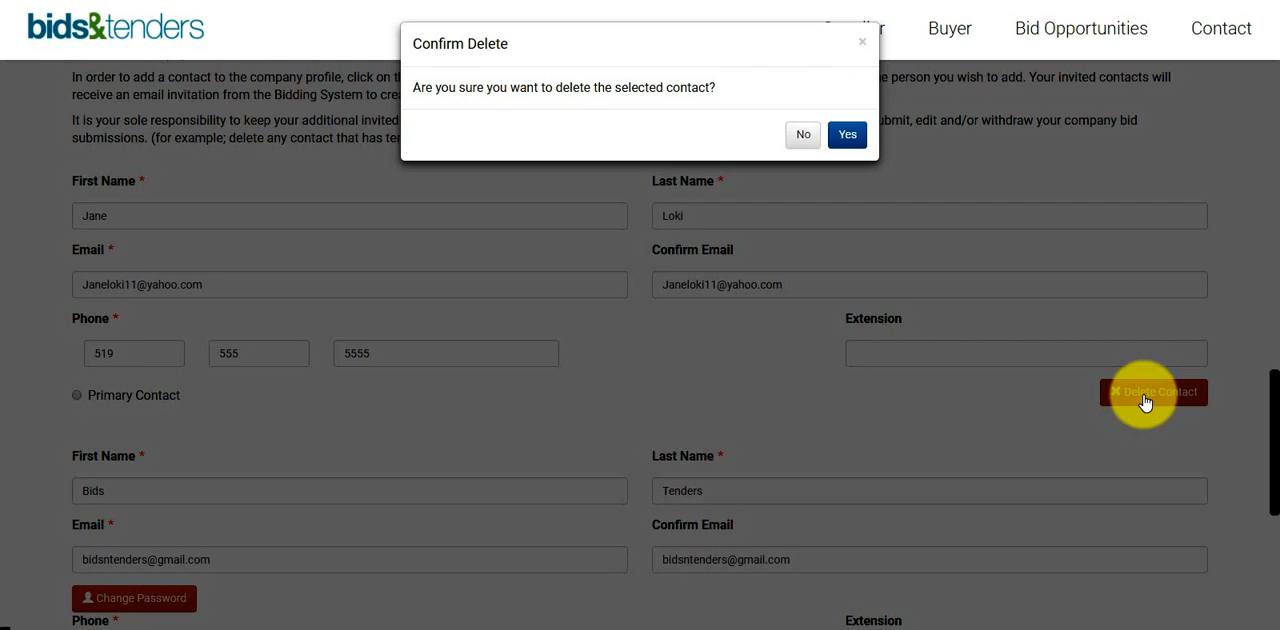 bids&tenders
Buyer
Bid Opportunities
Contact
Confirm Delete
×
Are you sure you want to delete the selected contact?
No
Yes
In order to add a contact to the company profile, click on
e person you wish to add. Your invited contacts will
receive an email invitation from the Bidding System to
It is your sole responsibility to keep your additional invited
ubmit, edit and/or withdraw your company bid
submissions. (for example; delete any contact that has
First Name *
Last Name *
Jane
Loki
Email *
Confirm Email
Janeloki11@yahoo.com
Janeloki11@yahoo.com
Phone *
Extension
519
555
5555
Primary Contact
Delete Contact
First Name *
Last Name *
Bids
Tenders
Email *
Confirm Email
bidsntenders@gmail.com
bidsntenders@gmail.com
Change Password
Phone *
Extension